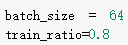 batch_size = 64
train_ratio=0.8